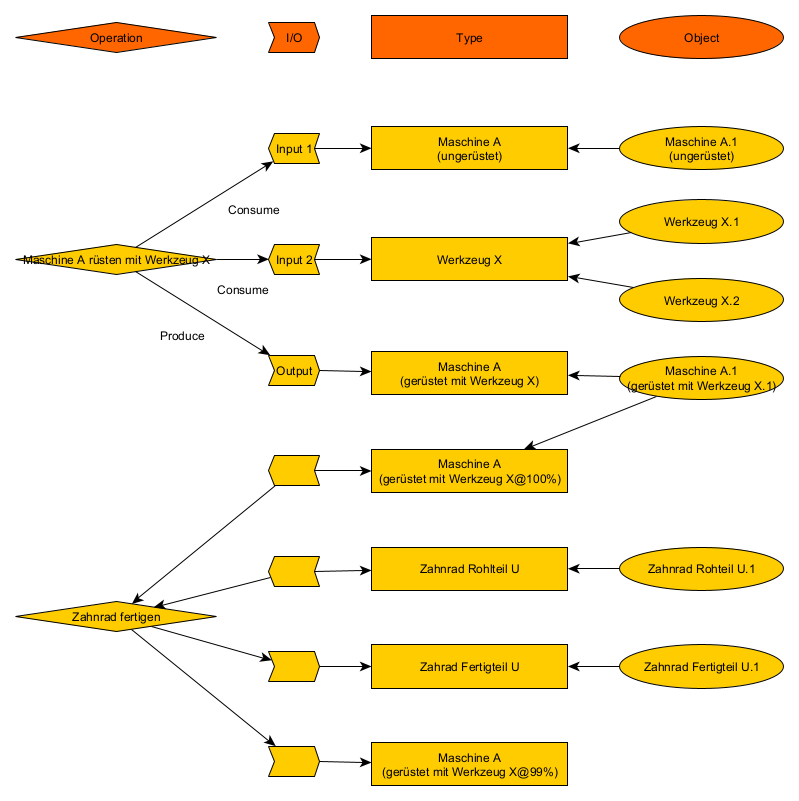 Operation
I/O
Type
Object
Input 1
Maschine A
(ungerüstet)
Maschine A.1
(ungerüstet)
Consume
Werkzeug X.1
Maschine A rüsten mit Werkzeug X
Input 2
Werkzeug X
Consume
Werkzeug X.2
Produce
Output
Maschine A
(gerüstet mit Werkzeug X)
Maschine A.1
(gerüstet mit Werkzeug X.1)
Maschine A
(gerüstet mit Werkzeug X@100%)
Zahnrad Rohlteil U
Zahnrad Rohteil U.1
Zahnrad fertigen
Zahrad Fertigteil U
Zahnrad Fertigteil U.1
Maschine A
(gerüstet mit Werkzeug X@99%)